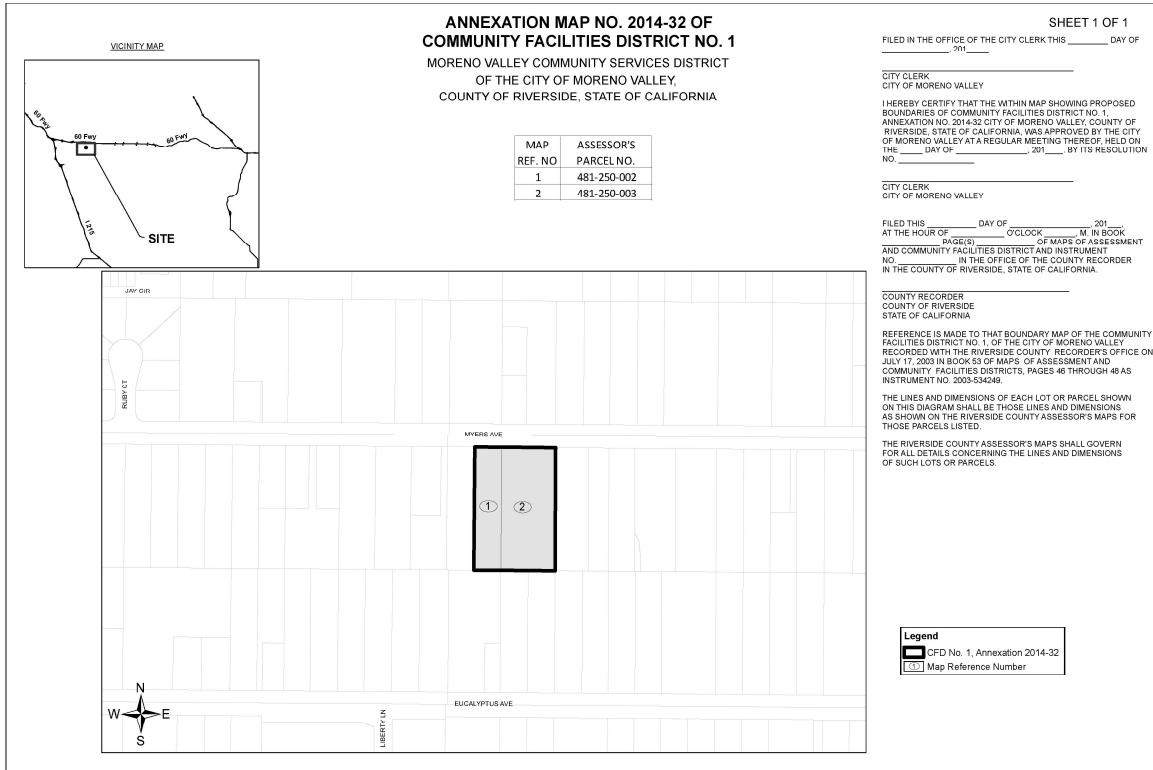 ANNEXATION MAP NO. 2014-32 OF
COMMUNITY FACILITIES DISTRICT NO. 1
MORENO VALLEY COMMUNITY SERVICES DISTRICT
OF THE CITY OF MORENO VALLEY,
COUNTY OF RIVERSIDE, STATE OF CALIFORNIA
SHEET 1 OF 1
VICINITY MAP
60 Fwy
60 Fwy
60 Fwy
I 215
SITE
MAP REF. NO ASSESSOR'S PARCEL NO.
1 481-250-002
2 481-250-003
FILED IN THE OFFICE OF THE CITY CLERK THIS ________ DAY OF
______________, 201_____
CITY CLERK
CITY OF MORENO VALLEY
I HEREBY CERTIFY THAT THE WITHIN MAP SHOWING PROPOSED
BOUNDARIES OF COMMUNITY FACILITIES DISTRICT NO. 1,
ANNEXATION NO. 2014-32 CITY OF MORENO VALLEY, COUNTY OF
RIVERSIDE, STATE OF CALIFORNIA, WAS APPROVED BY THE CITY
OF MORENO VALLEY AT A REGULAR MEETING THEREOF, HELD ON
THE _____ DAY OF ______________, 201____. BY ITS RESOLUTION
NO. _______________
CITY CLERK
CITY OF MORENO VALLEY
FILED THIS __________ DAY OF ________________, 201___,
AT THE HOUR OF ___________ O'CLOCK ______, M. IN BOOK
___________ PAGE(S) ____________ OF MAPS OF ASSESSMENT
AND COMMUNITY FACILITIES DISTRICT AND INSTRUMENT
NO. ____________ IN THE OFFICE OF THE COUNTY RECORDER
IN THE COUNTY OF RIVERSIDE, STATE OF CALIFORNIA.
COUNTY RECORDER
COUNTY OF RIVERSIDE
STATE OF CALIFORNIA
REFERENCE IS MADE TO THAT BOUNDARY MAP OF THE COMMUNITY
FACILITIES DISTRICT NO. 1, OF THE CITY OF MORENO VALLEY
RECORDED WITH THE RIVERSIDE COUNTY RECORDER'S OFFICE ON
JULY 17, 2003 IN BOOK 53 OF MAPS OF ASSESSMENT AND
COMMUNITY FACILITIES DISTRICTS, PAGES 46 THROUGH 48 AS
INSTRUMENT NO. 2003-534249.
THE LINES AND DIMENSIONS OF EACH LOT OR PARCEL SHOWN
ON THIS DIAGRAM SHALL BE THOSE LINES AND DIMENSIONS
AS SHOWN ON THE RIVERSIDE COUNTY ASSESSOR'S MAPS FOR
THOSE PARCELS LISTED.
THE RIVERSIDE COUNTY ASSESSOR'S MAPS SHALL GOVERN
FOR ALL DETAILS CONCERNING THE LINES AND DIMENSIONS
OF SUCH LOTS OR PARCELS.
JAY CIR
RUBY CT
MYERS AVE
1
2
EUCALYPTUS AVE
LIBERTY LN
N
W
E
S
Legend
CFD No. 1, Annexation 2014-32
1 Map Reference Number